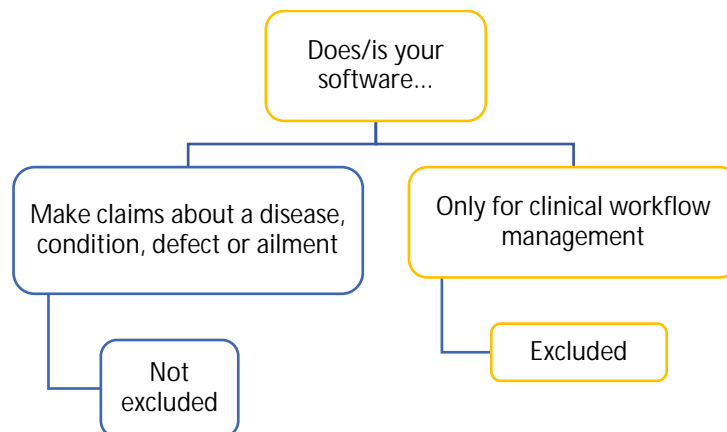 Does/is your
software...
Make claims about a disease,
condition, defect or ailment
Only for clinical workflow
management
Not
excluded
Excluded